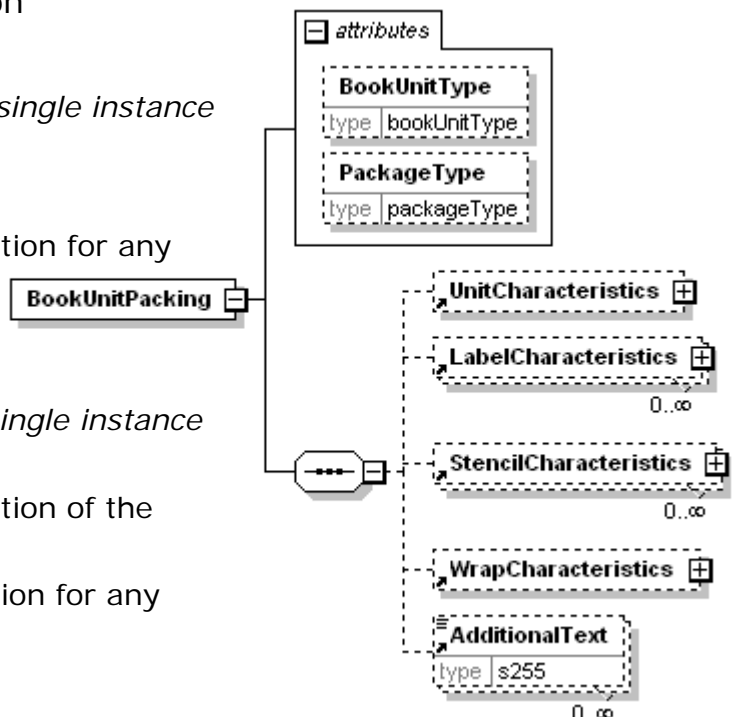 on
single instance
tion for any
ingle instance
tion of the
ion for any
attributes
BookUnitType
type bookUnitType
PackageType
type packageType
BookUnitPacking
UnitCharacteristics
LabelCharacteristics
0..∞
StencilCharacteristics
0..∞
WrapCharacteristics
AdditionalText
type s255
0..∞